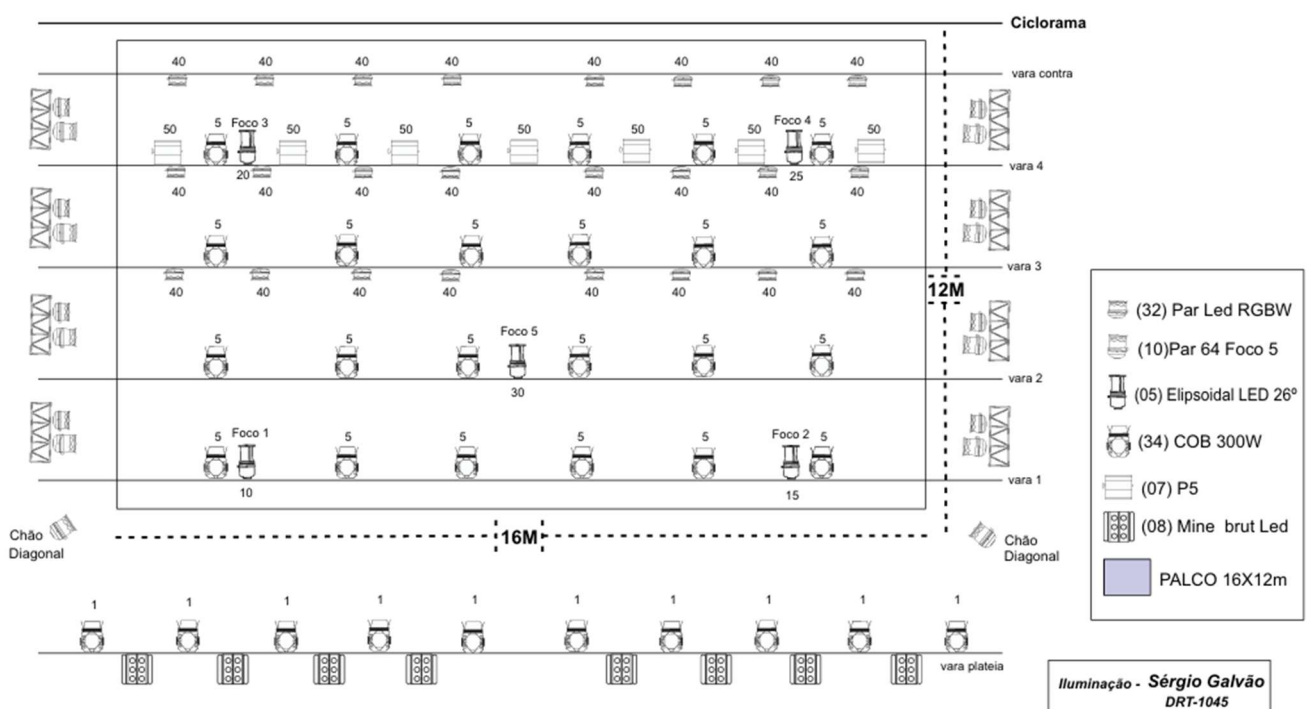 Ciclorama
40 40 40 40 40 40 40 40
vara contra
5 Foco 3 5 5 5 5 Foco 4 5
50 50 50 50 50 50 50
vara 4
20 25
40 40 40 40 40 40 40 40
5 5 5 5 5 5
vara 3
40 40 40 40 40 40 40 40
12M
5 5 5 Foco 5 5 5 5
vara 2
30
5 Foco 1 5 5 5 5 Foco 2 5
vara 1
10 15
Chão
Diagonal
16M
Chão
Diagonal
1 1 1 1 1 1 1 1 1 1
vara plateia
(32) Par Led RGBW
(10)Par 64 Foco 5
(05) Elipsoidal LED 26º
(34) COB 300W
(07) P5
(08) Mine brut Led
PALCO 16X12m
Iluminação - Sérgio Galvão
DRT-1045